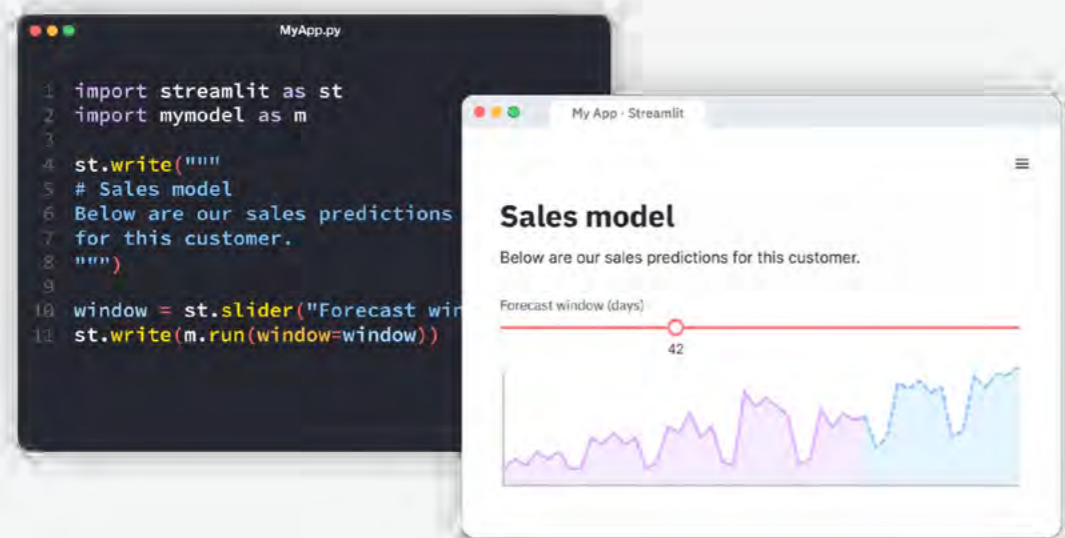 MyApp.py
1 import streamlit as st
2 import mymodel as m
3
4 st.write("""
5 # Sales model
6 Below are our sales predictions
7 for this customer.
8 """)
9
10 window = st.slider("Forecast win
11 st.write(m.run(window=window))
My App · Streamlit
Sales model
Below are our sales predictions for this customer.
Forecast window (days)
42